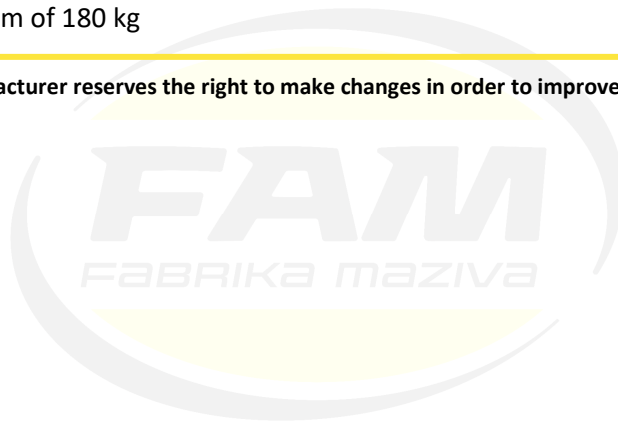 m of 180 kg
acturer reserves the right to make changes in order to improve
FAM
FABRIKA MAZIVA